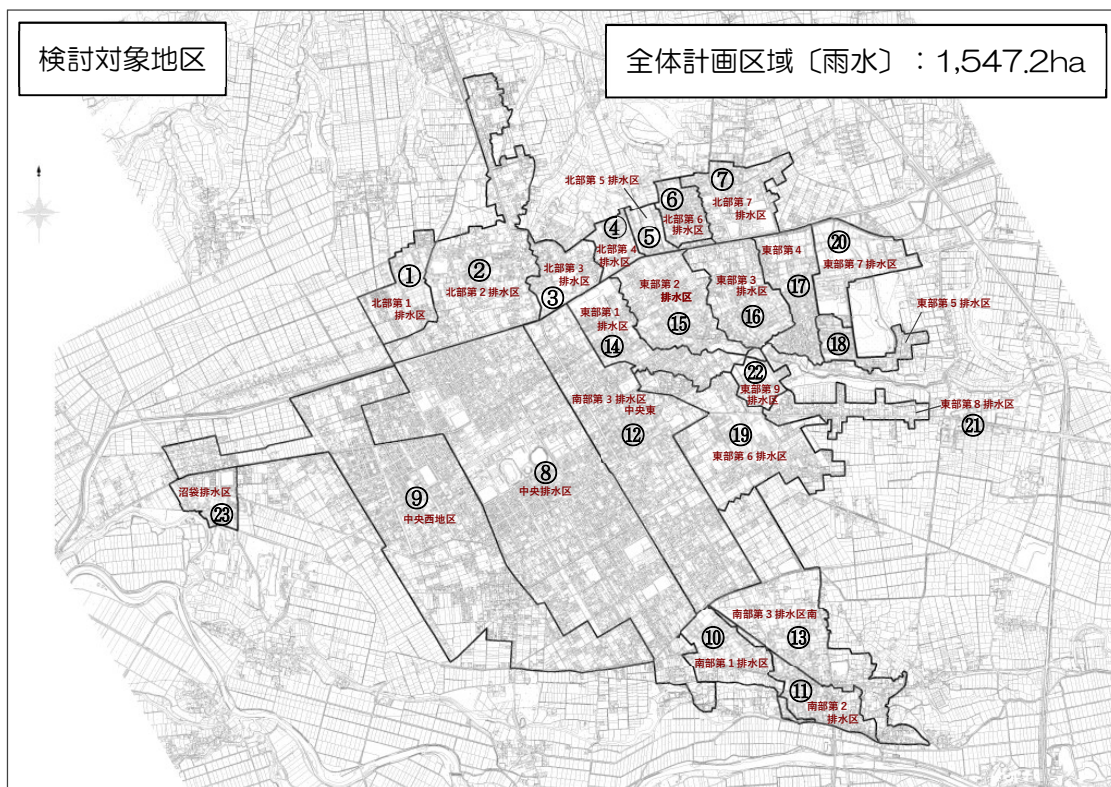 検討対象地区
全体計画区域〔雨水〕：1,547.2ha
北部第5排水区
⑦
⑥
北部第7
排水区
北部第6
排水区
④
⑤
北部第4
排水区
①
北部第1
排水区
②
北部第2排水区
北部第3
排水区
③
東部第4
⑰
⑳
東部第7排水区
東部第2
排水区
⑮
東部第3
排水区
⑯
東部第1
排水区
⑭
東部第5排水区
⑱
㉒
東部第9
排水区
東部第8排水区
㉑
南部第3排水区
中央東
⑫
⑲
東部第6排水区
⑧
中央排水区
⑨
中央西地区
沼袋排水区
㉓
南部第3排水区南
⑬
⑩
南部第1排水区
⑪
南部第2
排水区